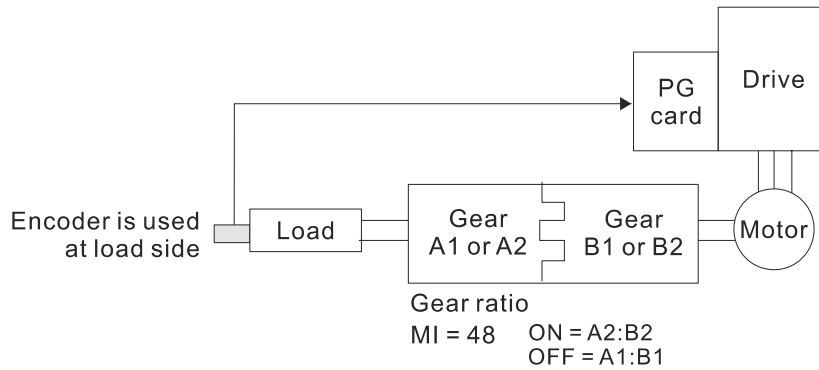 PG
card
Drive
Encoder is used
at load side
Load
Gear
A1 or A2
Gear
B1 or B2
Motor
Gear ratio
MI = 48 ON = A2:B2
OFF = A1:B1